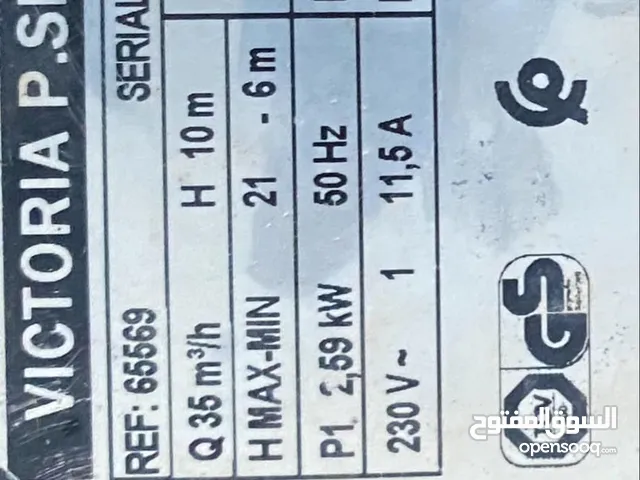 VICTORIA P.S
REF: 65569 SERIAL
Q 35 m³/h H 10 m
H MAX-MIN 21 - 6 m
P1. 2,59 kW 50 Hz
230 V~ 1 11,5 A
GS
السوق المفتوح
opensooq.com